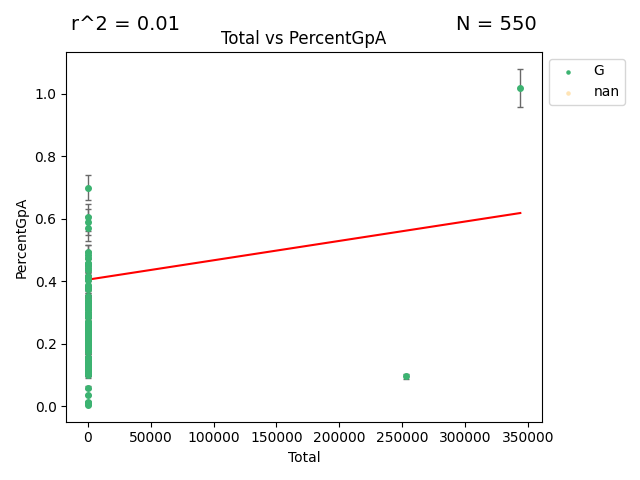 r^2 = 0.01
N = 550
Total vs PercentGpA
G
nan
PercentGpA
1.0
0.8
0.6
0.4
0.2
0.0
0
50000
100000
150000
200000
250000
300000
350000
Total